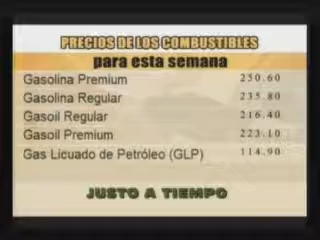 PRECIOS DE LOS COMBUSTIBLES
para esta semana
Gasolina Premium 250.60
Gasolina Regular 235.80
Gasoil Regular 216.40
Gasoil Premium 223.10
Gas Licuado de Petróleo (GLP) 114.90
JUSTO A TIEMPO